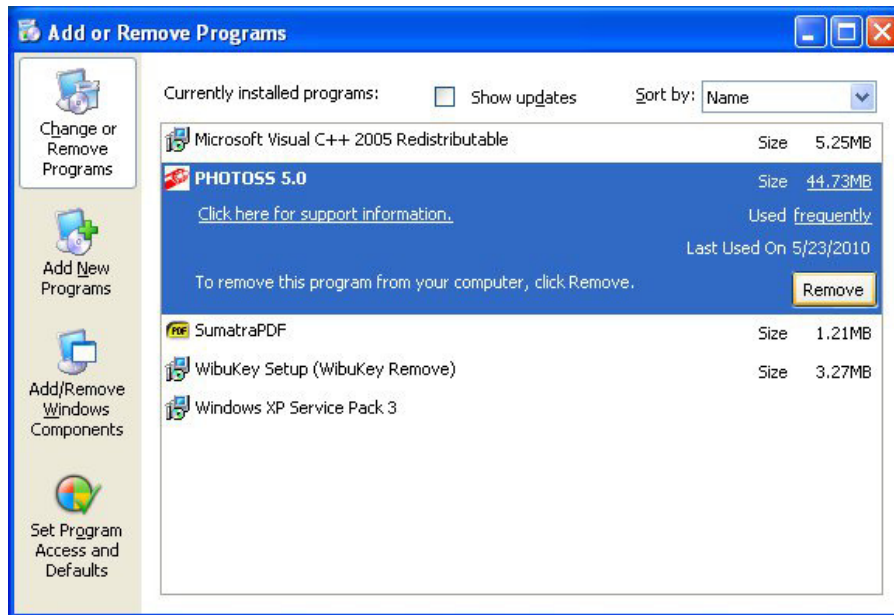 Add or Remove Programs
Change or
Remove
Programs
Add New
Programs
Add/Remove
Windows
Components
Set Program
Access and
Defaults
Currently installed programs:
Show updates
Sort by:
Name
Microsoft Visual C++ 2005 Redistributable
Size 5.25MB
PHOTOSS 5.0
Size 44.73MB
Click here for support information.
Used frequently
Last Used On 5/23/2010
To remove this program from your computer, click Remove.
Remove
PDF
SumatraPDF
Size 1.21MB
WibuKey Setup (WibuKey Remove)
Size 3.27MB
Windows XP Service Pack 3